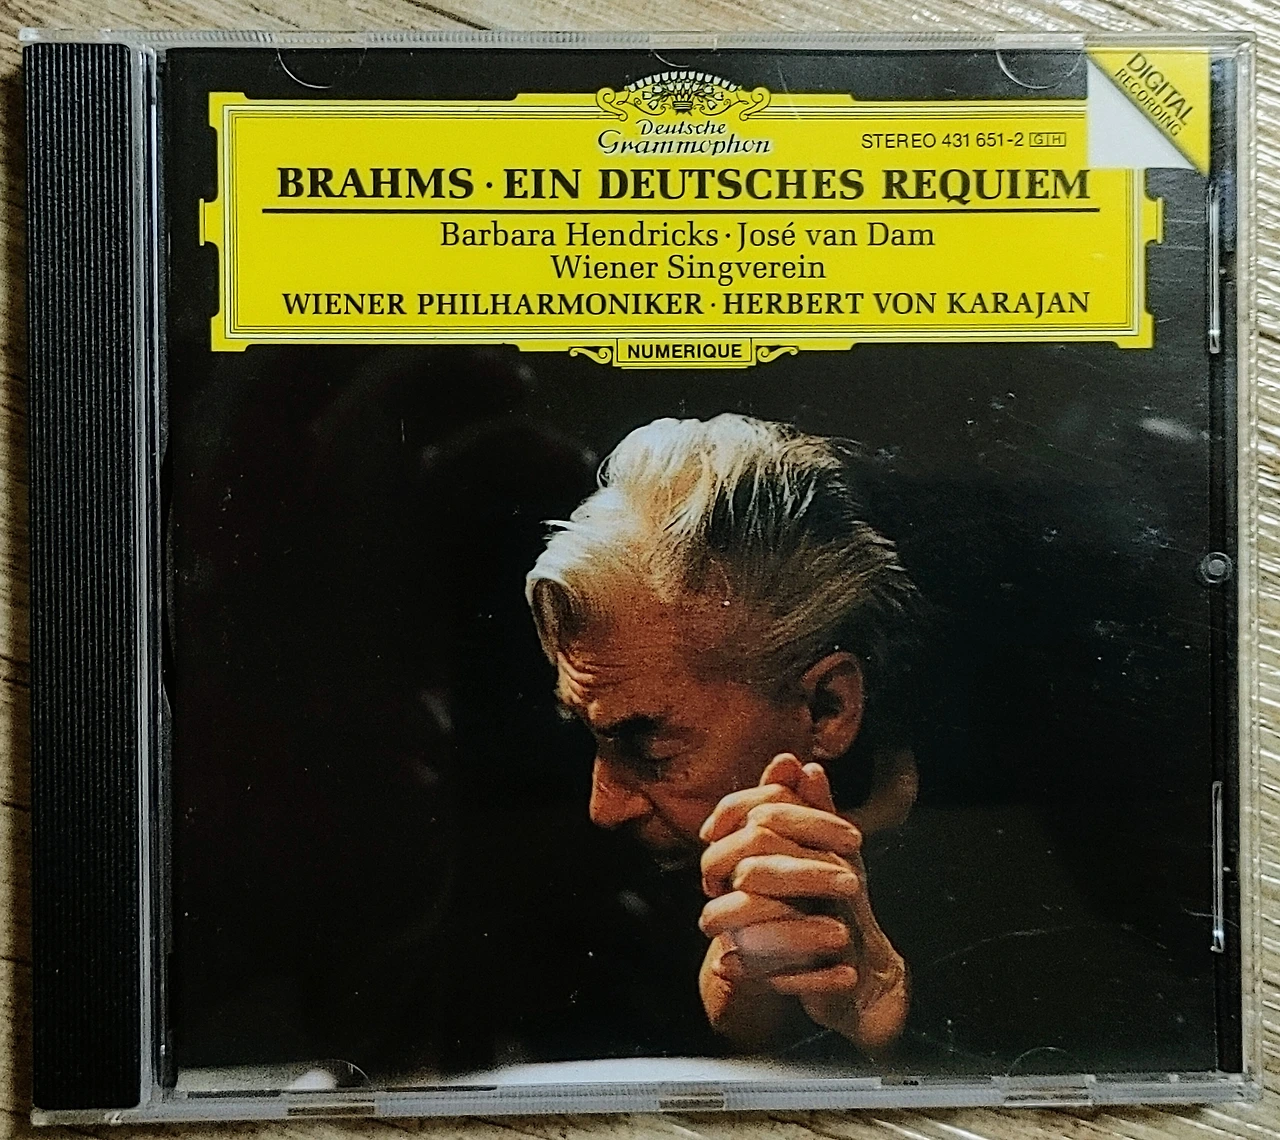 DIGITAL
RECORDING
Deutsche
Grammophon
STEREO 431 651-2 GH
BRAHMS · EIN DEUTSCHES REQUIEM
Barbara Hendricks · José van Dam
Wiener Singverein
WIENER PHILHARMONIKER · HERBERT VON KARAJAN
NUMERIQUE